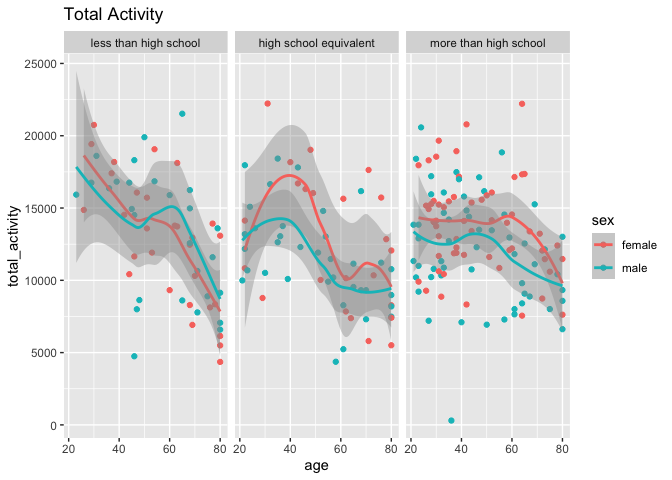 Total Activity
less than high school
high school equivalent
more than high school
25000
20000
15000
10000
5000
0
total_activity
20 40 60 80
20 40 60 80
20 40 60 80
age
sex
female
male